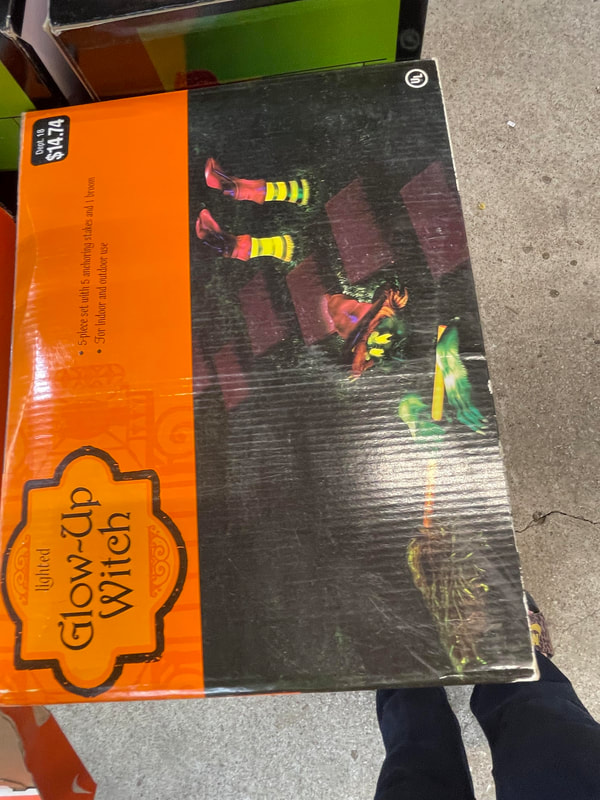 lighted
Glow-Up
Witch
• 5-piece set with 5 anchoring stakes and 1 broom
• For indoor and outdoor use
Dept. 18
$14.74
UL